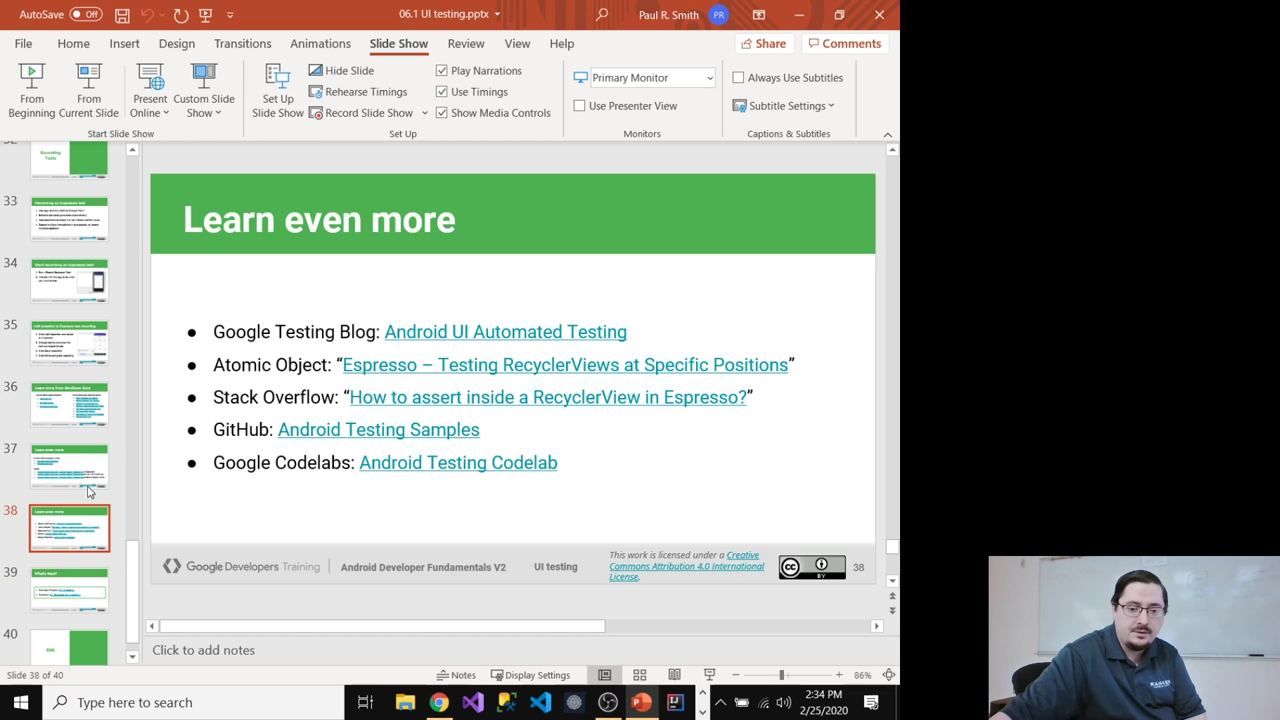 AutoSave Off 06.1 UI testing.pptx Paul R. Smith PR
File Home Insert Design Transitions Animations Slide Show Review View Help Share Comments
From Beginning
From Current Slide
Present Online
Custom Slide Show
Start Slide Show
Set Up Slide Show
Hide Slide
Rehearse Timings
Record Slide Show
Play Narrations
Use Timings
Show Media Controls
Set Up
Primary Monitor
Use Presenter View
Monitors
Always Use Subtitles
Subtitle Settings
Captions & Subtitles
33
34
35
36
37
38
39
40
Learn even more
● Google Testing Blog: Android UI Automated Testing
● Atomic Object: “Espresso – Testing RecyclerViews at Specific Positions”
● Stack Overflow: “How to assert inside a RecyclerView in Espresso?”
● GitHub: Android Testing Samples
● Google Codelabs: Android Testing Codelab
Google Developers Training
Android Developer Fundamentals V2
UI testing
This work is licensed under a Creative
Commons Attribution 4.0 International
License.
cc BY
38
Click to add notes
Slide 38 of 40 Notes Display Settings 86%
Type here to search
2:34 PM
2/25/2020